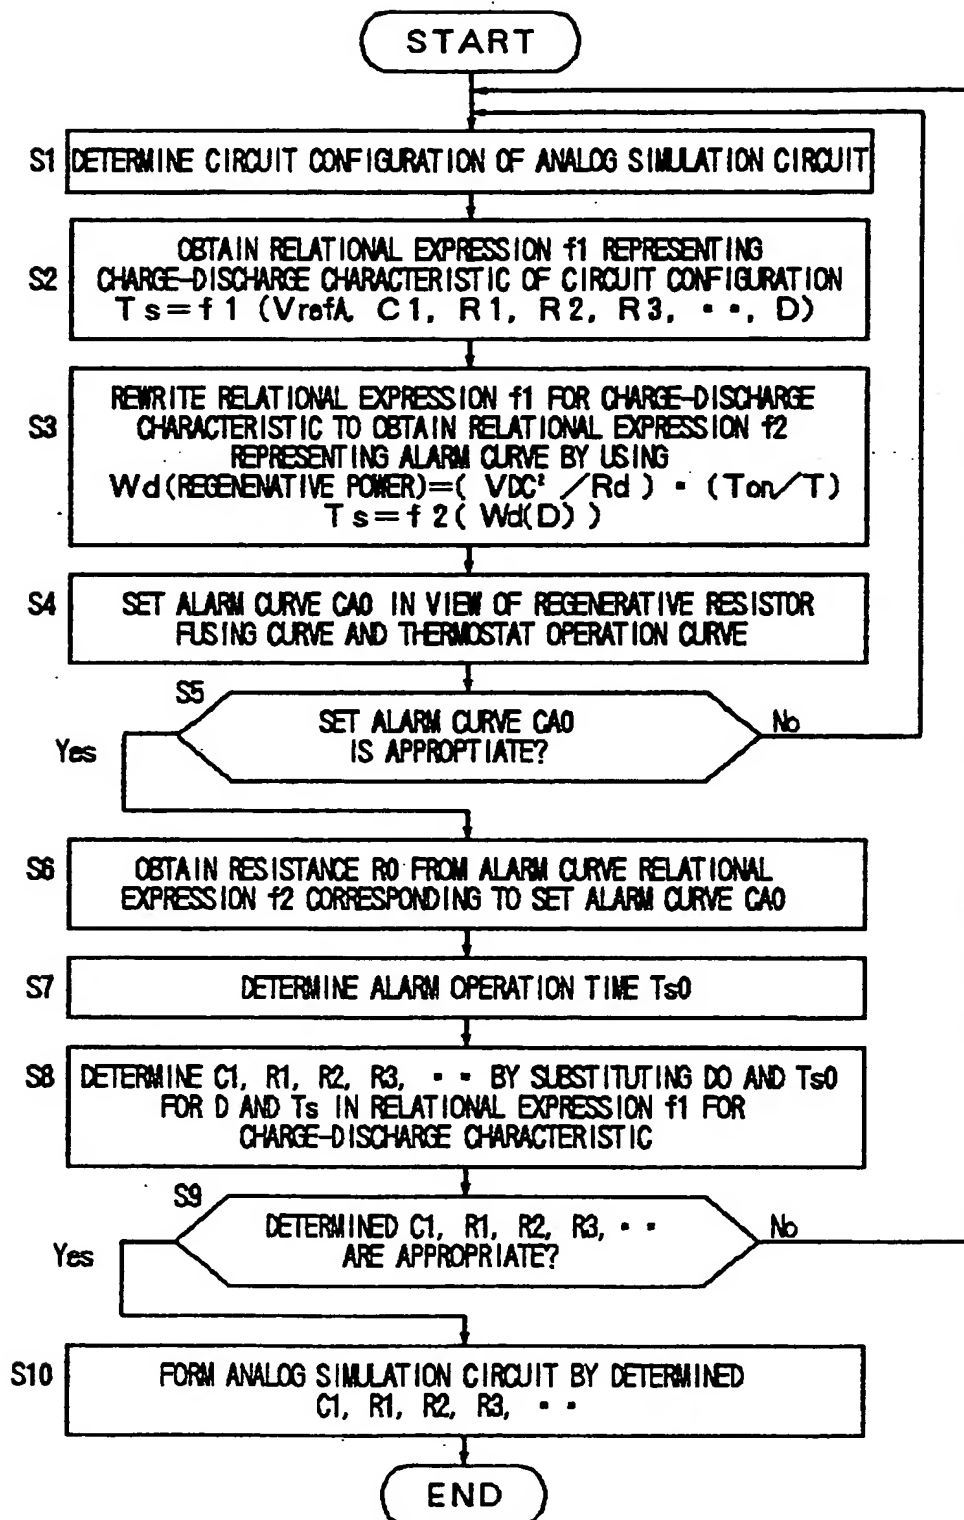 START
S1 DETERMINE CIRCUIT CONFIGURATION OF ANALOG SIMULATION CIRCUIT
S2
OBTAIN RELATIONAL EXPRESSION f1 REPRESENTING
CHARGE-DISCHARGE CHARACTERISTIC OF CIRCUIT CONFIGURATION
Ts=f1 (VrefA, C1, R1, R2, R3, ・・, D)
S3
REWRITE RELATIONAL EXPRESSION f1 FOR CHARGE-DISCHARGE
CHARACTERISTIC TO OBTAIN RELATIONAL EXPRESSION f2
REPRESENTING ALARM CURVE BY USING
Wd(REGENENATIVE POWER)=( VDC² /Rd ) ・ (Ton/T)
Ts=f2( Wd(D) )
S4
SET ALARM CURVE CA0 IN VIEW OF REGENERATIVE RESISTOR
FUSING CURVE AND THERMOSTAT OPERATION CURVE
S5
SET ALARM CURVE CA0
IS APPROPTIATE?
Yes
No
S6
OBTAIN RESISTANCE R0 FROM ALARM CURVE RELATIONAL
EXPRESSION f2 CORRESPONDING TO SET ALARM CURVE CA0
S7 DETERMINE ALARM OPERATION TIME Ts0
S8
DETERMINE C1, R1, R2, R3, ・・ BY SUBSTITUTING D0 AND Ts0
FOR D AND Ts IN RELATIONAL EXPRESSION f1 FOR
CHARGE-DISCHARGE CHARACTERISTIC
S9
DETERMINED C1, R1, R2, R3, ・・
ARE APPROPRIATE?
Yes
No
S10
FORM ANALOG SIMULATION CIRCUIT BY DETERMINED
C1, R1, R2, R3, ・・
END